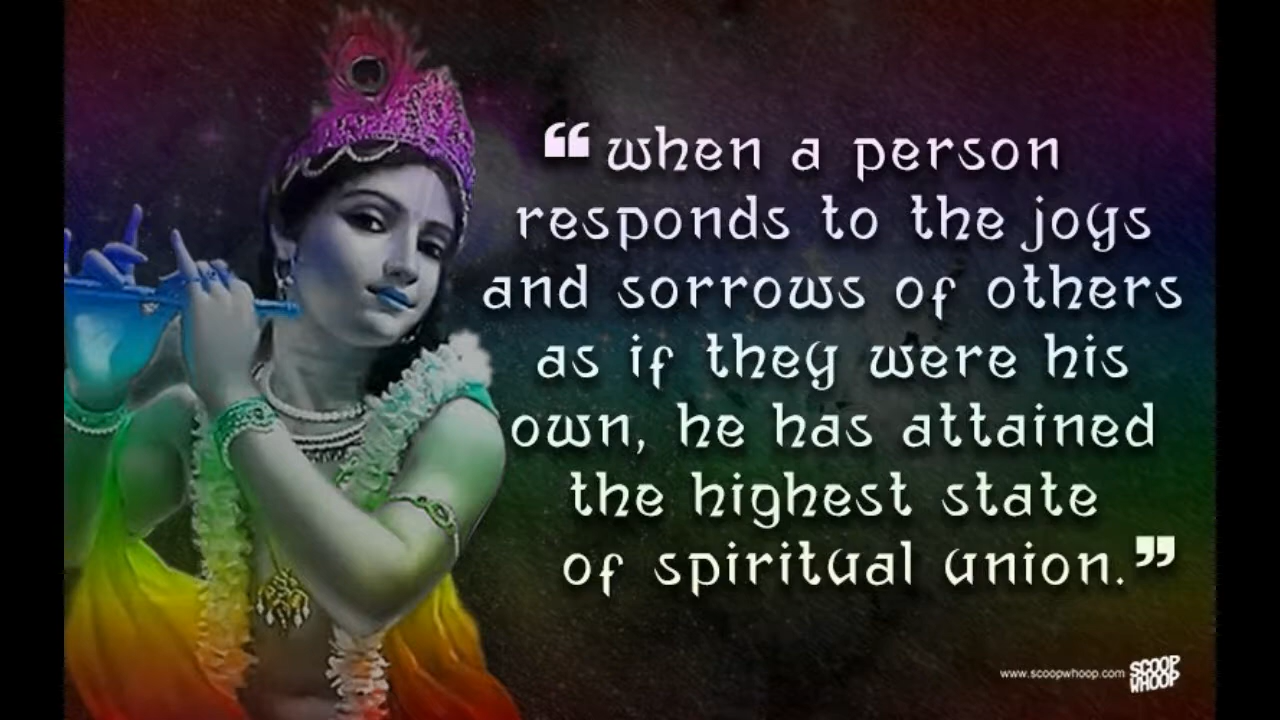 “when a person
responds to the joys
and sorrows of others
as if they were his
own, he has attained
the highest state
of spiritual union.”
www.scoopwhoop.com SCOOP
WHOOP